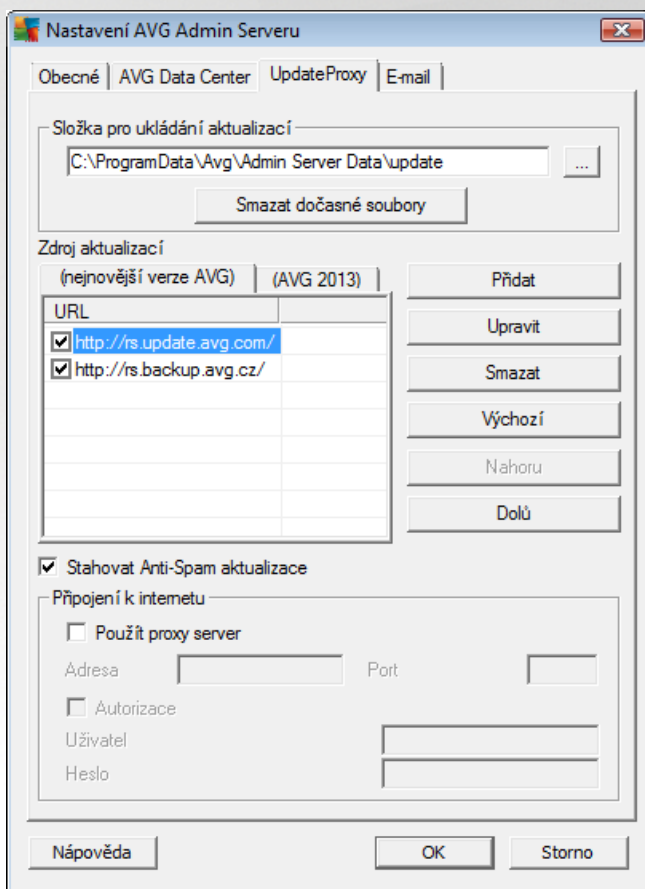 Nastavení AVG Admin Serveru
Obecné AVG Data Center UpdateProxy E-mail
Složka pro ukládání aktualizací
C:\ProgramData\Avg\Admin Server Data\update ...
Smazat dočasné soubory
Zdroj aktualizací
(nejnovější verze AVG) (AVG 2013)
Přidat
URL
Upravit
http://rs.update.avg.com/
http://rs.backup.avg.cz/
Smazat
Výchozí
Nahoru
Dolů
Stahovat Anti-Spam aktualizace
Připojení k internetu
Použít proxy server
Adresa Port
Autorizace
Uživatel
Heslo
Nápověda OK Storno